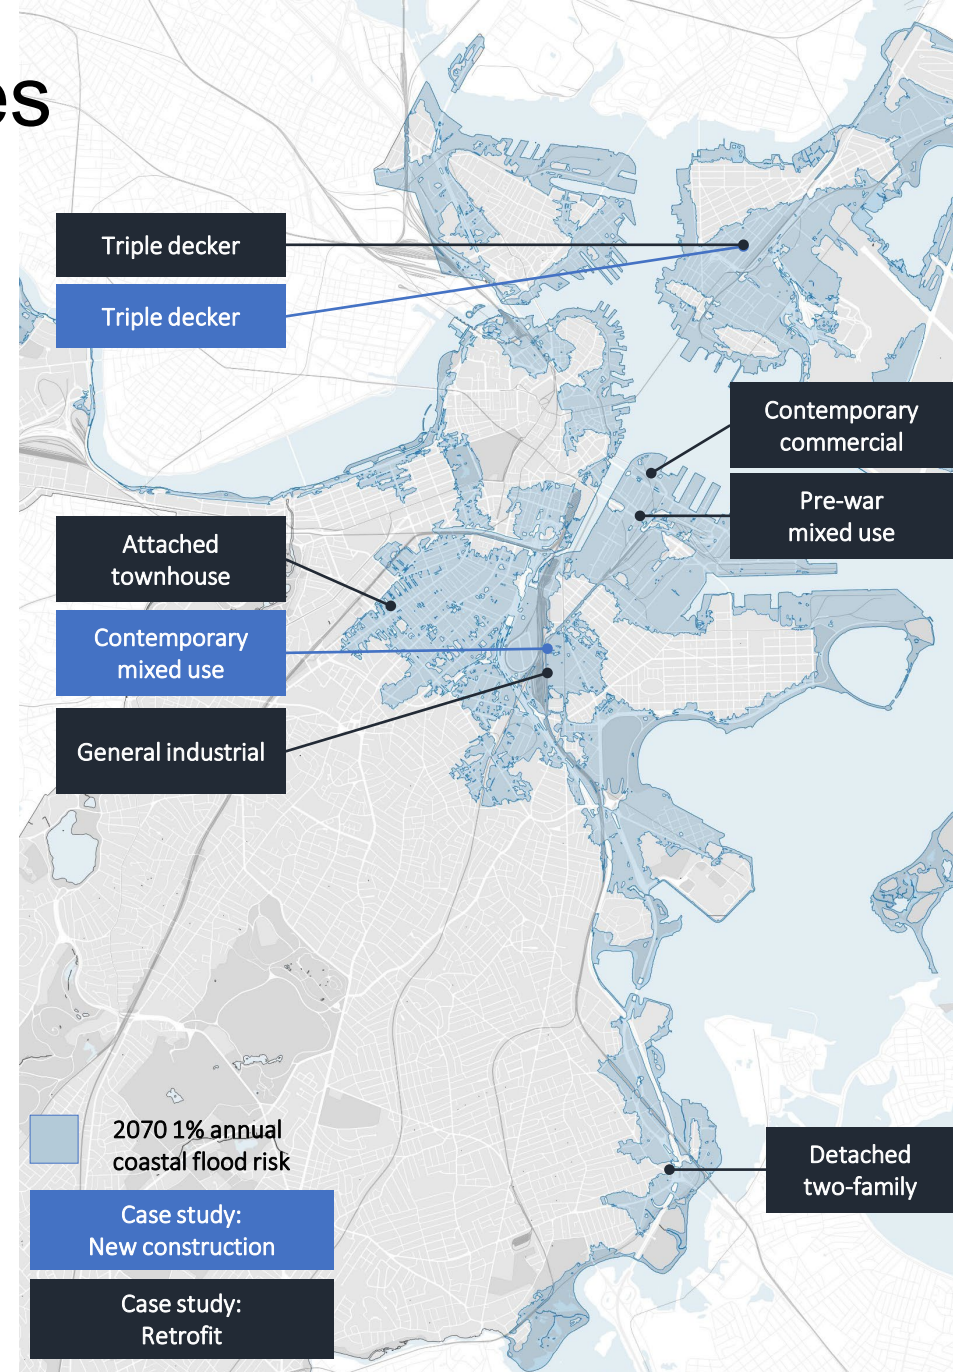 es
Triple decker
Triple decker
Contemporary
commercial
Pre-war
mixed use
Attached
townhouse
Contemporary
mixed use
General industrial
2070 1% annual
coastal flood risk
Detached
two-family
Case study:
New construction
Case study:
Retrofit